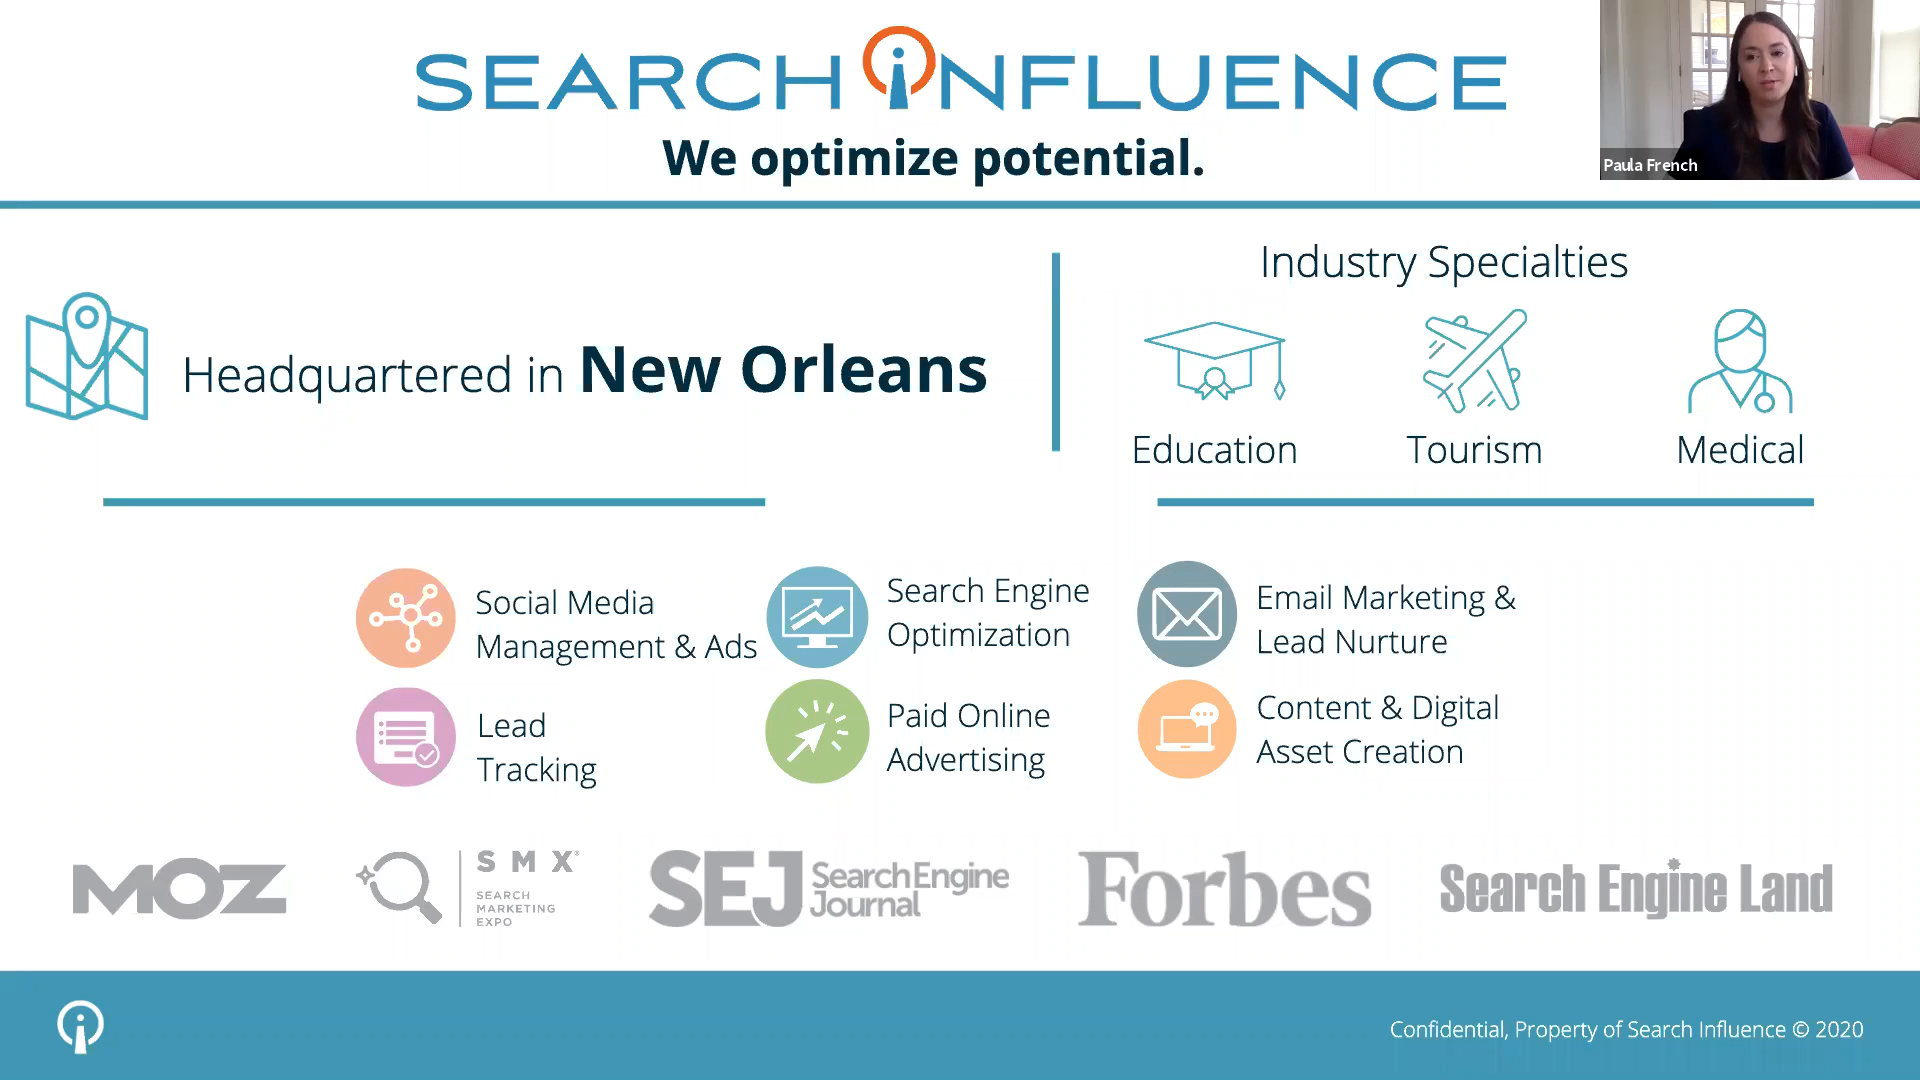 SEARCH iNFLUENCE
We optimize potential.
Paula French
Headquartered in New Orleans
Industry Specialties
Education
Tourism
Medical
Social Media
Management & Ads
Search Engine
Optimization
Email Marketing &
Lead Nurture
Lead
Tracking
Paid Online
Advertising
Content & Digital
Asset Creation
MOZ
SMX®
SEARCH
MARKETING
EXPO
SEJ
Search Engine
Journal
Forbes
Search Engine Land
Confidential, Property of Search Influence © 2020